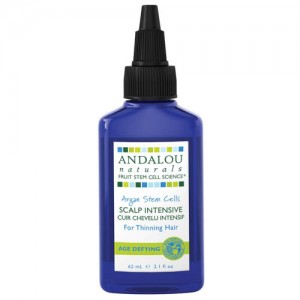 ANDALOU
naturals
FRUIT STEM CELL SCIENCE®
Argan Stem Cells
SCALP INTENSIVE
CUIR CHEVELU INTENSIF
For Thinning Hair
AGE DEFYING
62 ml ℮ 2.1 fl oz